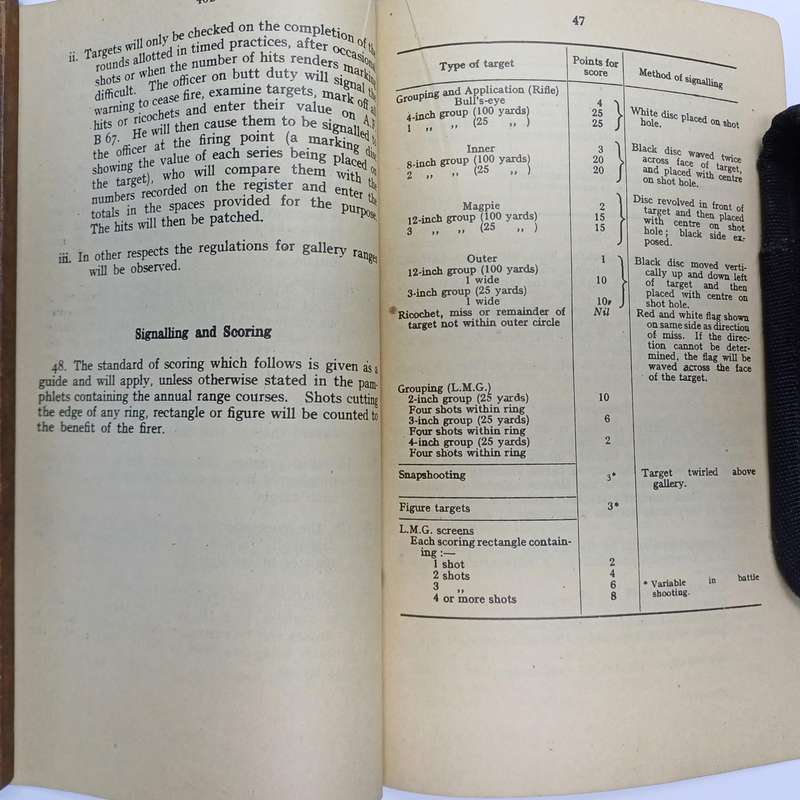 ii. Targets will only be checked on the completion of the
rounds allotted in timed practices, after occasional
shots or when the number of hits renders marking
difficult. The officer on butt duty will signal the
warning to cease fire, examine targets, mark off all
hits or ricochets and enter their value on A.F.
B 67. He will then cause them to be signalled to
the officer at the firing point (a marking disc
showing the value of each series being placed on
the target), who will compare them with the
numbers recorded on the register and enter the
totals in the spaces provided for the purpose.
The hits will then be patched.
iii. In other respects the regulations for gallery ranges
will be observed.
Signalling and Scoring
48. The standard of scoring which follows is given as a
guide and will apply, unless otherwise stated in the pam-
phlets containing the annual range courses. Shots cutting
the edge of any ring, rectangle or figure will be counted to
the benefit of the firer.
47
Type of target Points for score Method of signalling
Grouping and Application (Rifle)
Bull's-eye 4
4-inch group (100 yards) 25 White disc placed on shot
1 ,, ,, (25 ,, ) 25 hole.
Inner 3 Black disc waved twice
8-inch group (100 yards) 20 across face of target,
2 ,, ,, (25 ,, ) 20 and placed with centre
on shot hole.
Magpie 2 Disc revolved in front of
12-inch group (100 yards) 15 target and then placed
3 ,, ,, (25 ,, ) 15 with centre on shot
hole; black side ex-
posed.
Outer 1 Black disc moved verti-
12-inch group (100 yards) cally up and down left
1 wide 10 of target and then
3-inch group (25 yards) placed with centre on
1 wide 10 shot hole.
Ricochet, miss or remainder of Nil Red and white flag shown
target not within outer circle on same side as direction
of miss. If the direc-
tion cannot be deter-
mined, the flag will be
waved across the face
of the target.
Grouping (L.M.G.)
2-inch group (25 yards) 10
Four shots within ring
3-inch group (25 yards) 6
Four shots within ring
4-inch group (25 yards) 2
Four shots within ring
Snapshooting 3* Target twirled above
gallery.
Figure targets 3*
L.M.G. screens
Each scoring rectangle contain-
ing :—
1 shot 2
2 shots 4
3 ,, 6 * Variable in battle
4 or more shots 8 shooting.